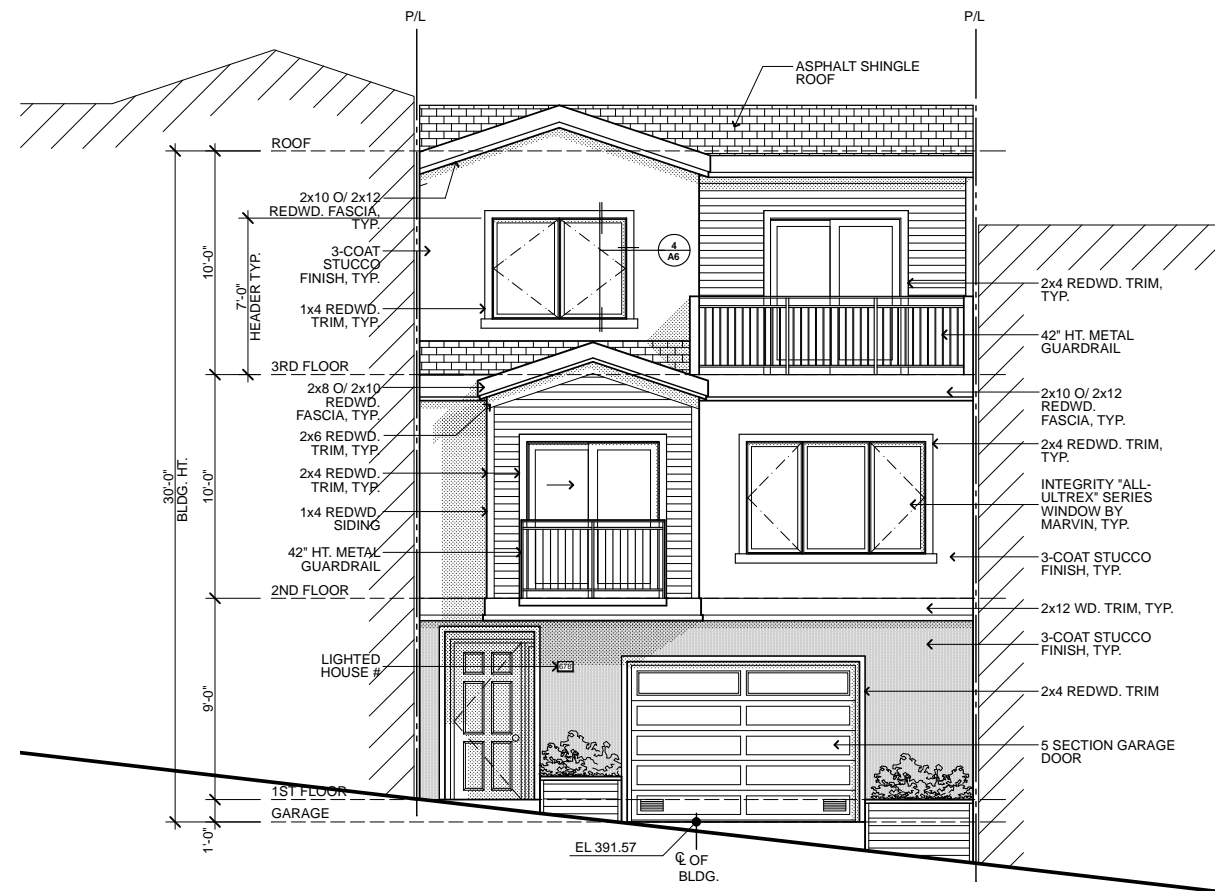 P/L
P/L
ASPHALT SHINGLE
ROOF
ROOF
2x10 O/ 2x12
REDWD. FASCIA,
TYP.
3-COAT
STUCCO
FINISH, TYP.
1x4 REDWD.
TRIM, TYP.
3RD FLOOR
2x8 O/ 2x10
REDWD.
FASCIA, TYP.
2x6 REDWD.
TRIM, TYP.
2x4 REDWD.
TRIM, TYP.
1x4 REDWD.
SIDING
42" HT. METAL
GUARDRAIL
2ND FLOOR
LIGHTED
HOUSE #
1ST FLOOR
GARAGE
30'-0"
BLDG. HT.
10'-0"
7'-0"
HEADER TYP.
10'-0"
9'-0"
1'-0"
4
A6
678
2x4 REDWD. TRIM,
TYP.
42" HT. METAL
GUARDRAIL
2x10 O/ 2x12
REDWD.
FASCIA, TYP.
2x4 REDWD. TRIM,
TYP.
INTEGRITY "ALL-
ULTREX" SERIES
WINDOW BY
MARVIN, TYP.
3-COAT STUCCO
FINISH, TYP.
2x12 WD. TRIM, TYP.
3-COAT STUCCO
FINISH, TYP.
2x4 REDWD. TRIM
5 SECTION GARAGE
DOOR
EL 391.57
℄ OF
BLDG.